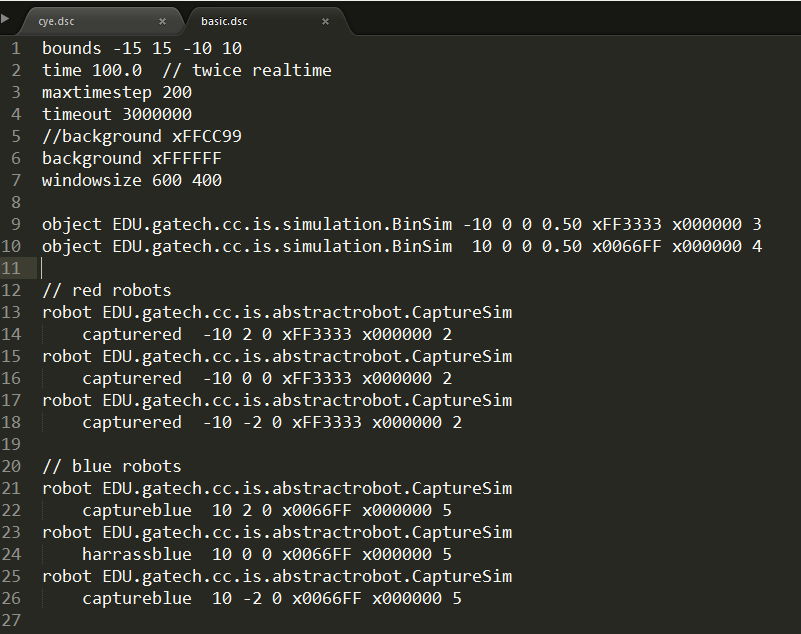 cye.dsc × basic.dsc ×
1 bounds -15 15 -10 10
2 time 100.0  // twice realtime
3 maxtimestep 200
4 timeout 3000000
5 //background xFFCC99
6 background xFFFFFF
7 windowsize 600 400
8
9 object EDU.gatech.cc.is.simulation.BinSim -10 0 0 0.50 xFF3333 x000000 3
10 object EDU.gatech.cc.is.simulation.BinSim  10 0 0 0.50 x0066FF x000000 4
11
12 // red robots
13 robot EDU.gatech.cc.is.abstractrobot.CaptureSim
14     capturered  -10 2 0 xFF3333 x000000 2
15 robot EDU.gatech.cc.is.abstractrobot.CaptureSim
16     capturered  -10 0 0 xFF3333 x000000 2
17 robot EDU.gatech.cc.is.abstractrobot.CaptureSim
18     capturered  -10 -2 0 xFF3333 x000000 2
19
20 // blue robots
21 robot EDU.gatech.cc.is.abstractrobot.CaptureSim
22     captureblue  10 2 0 x0066FF x000000 5
23 robot EDU.gatech.cc.is.abstractrobot.CaptureSim
24     harrassblue  10 0 0 x0066FF x000000 5
25 robot EDU.gatech.cc.is.abstractrobot.CaptureSim
26     captureblue  10 -2 0 x0066FF x000000 5
27